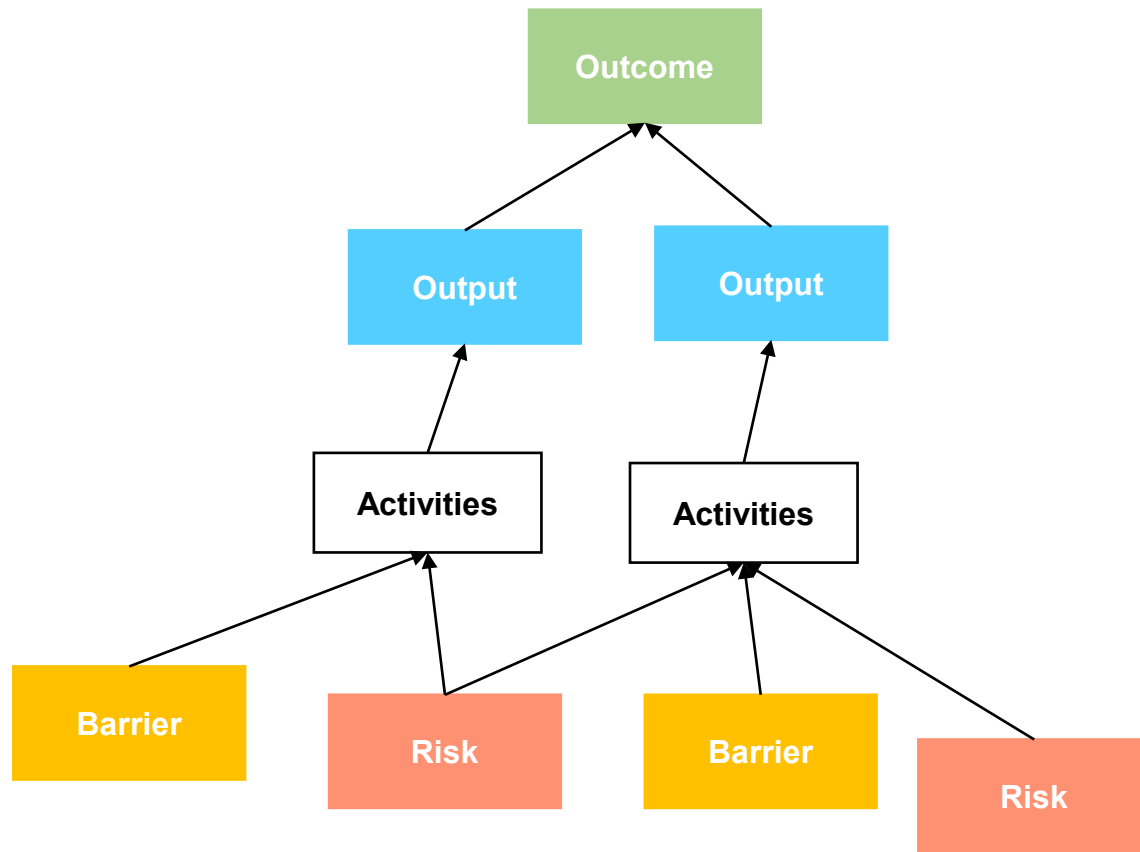 Outcome
Output
Output
Activities
Activities
Barrier
Risk
Barrier
Risk